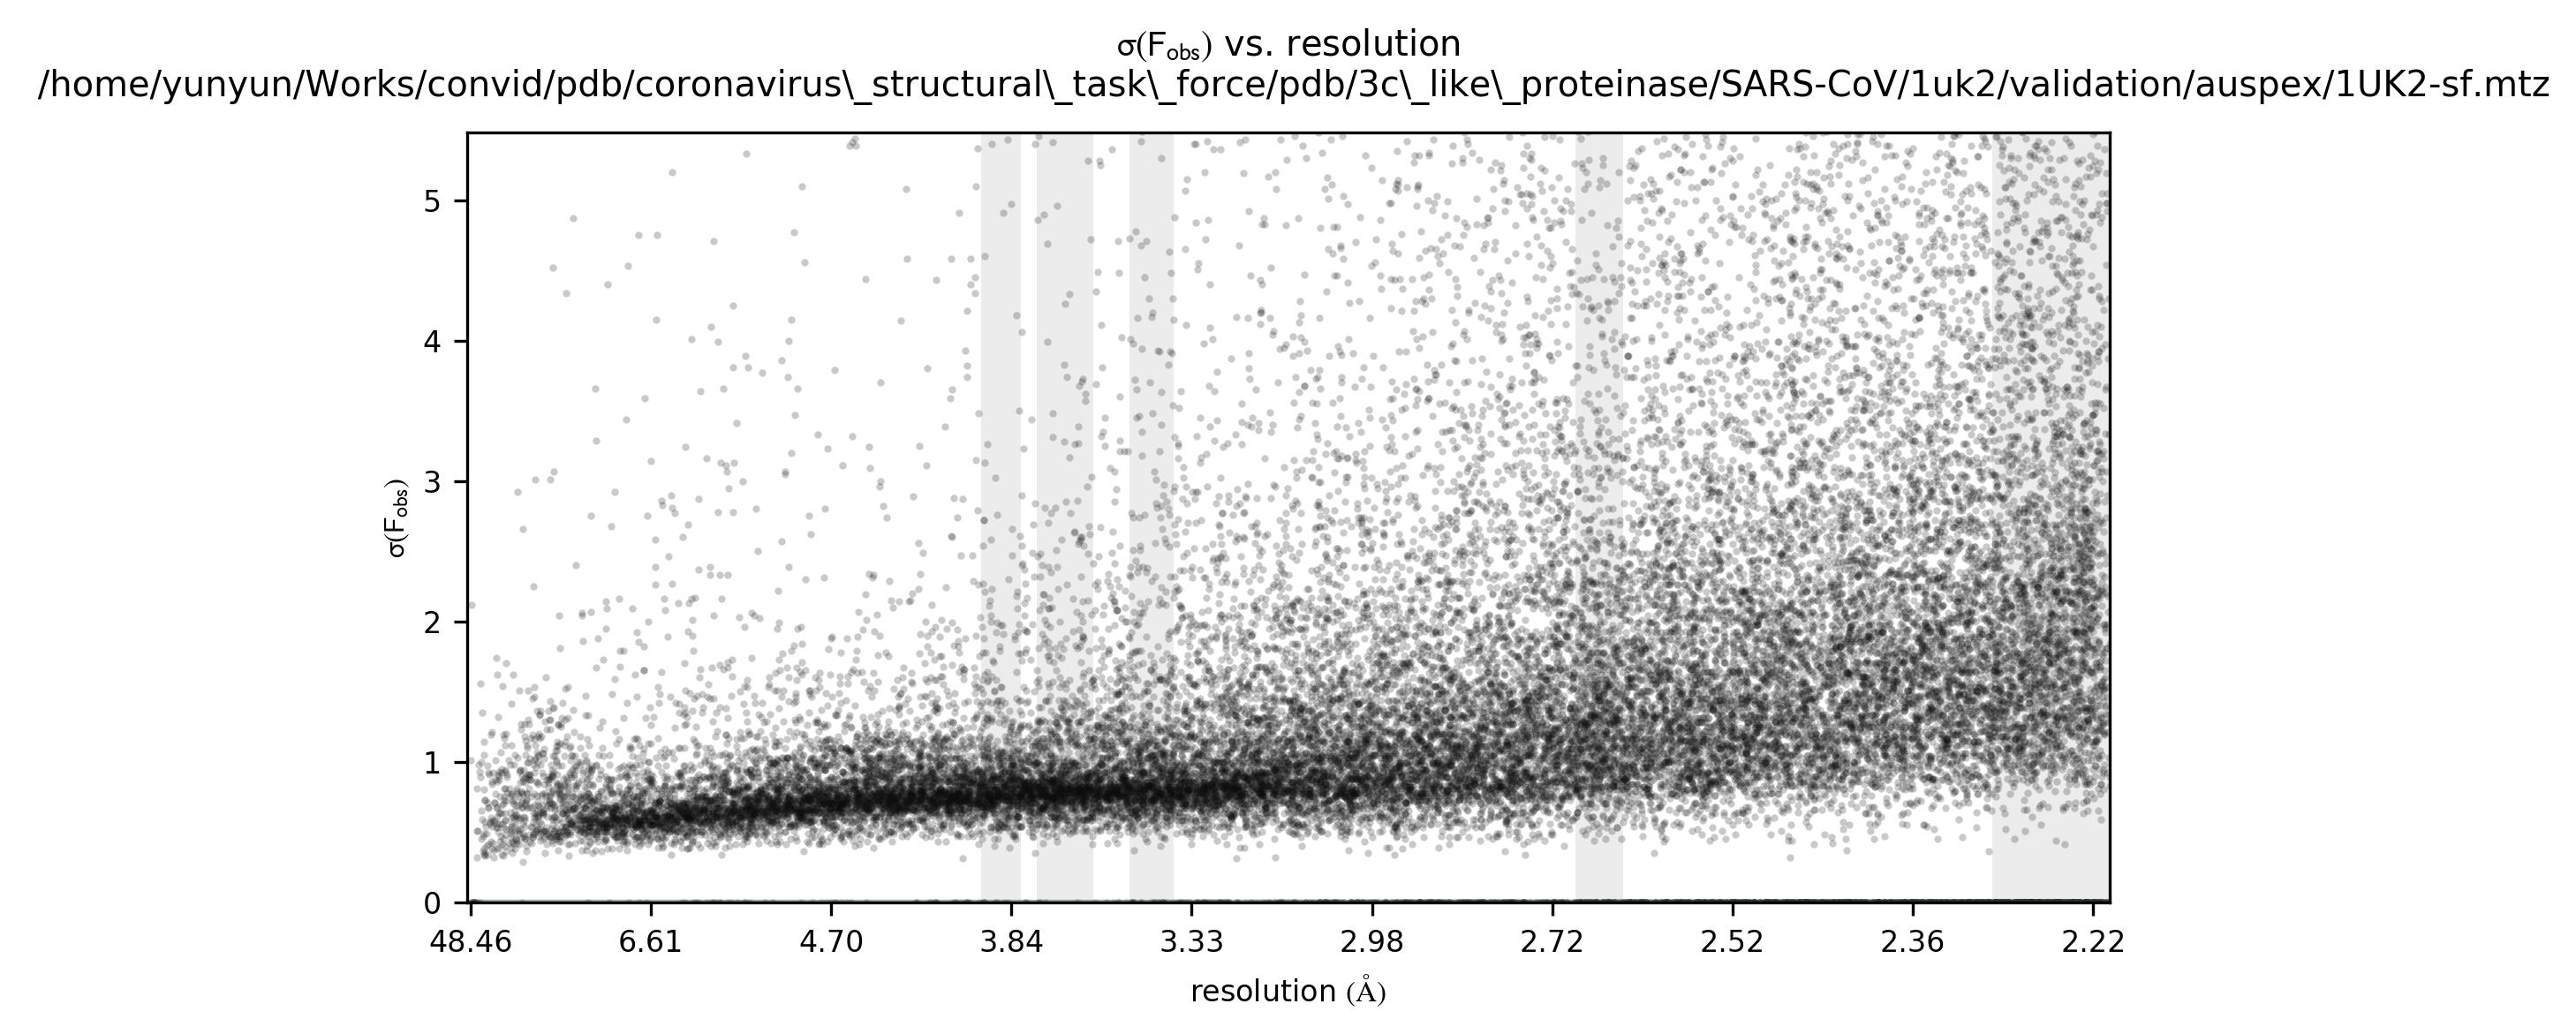 σ(F_obs) vs. resolution
/home/yunyun/Works/convid/pdb/coronavirus\_structural\_task\_force/pdb/3c\_like\_proteinase/SARS-CoV/1uk2/validation/auspex/1UK2-sf.mtz
σ(F_obs)
5
4
3
2
1
0
48.46 6.61 4.70 3.84 3.33 2.98 2.72 2.52 2.36 2.22
resolution (Å)